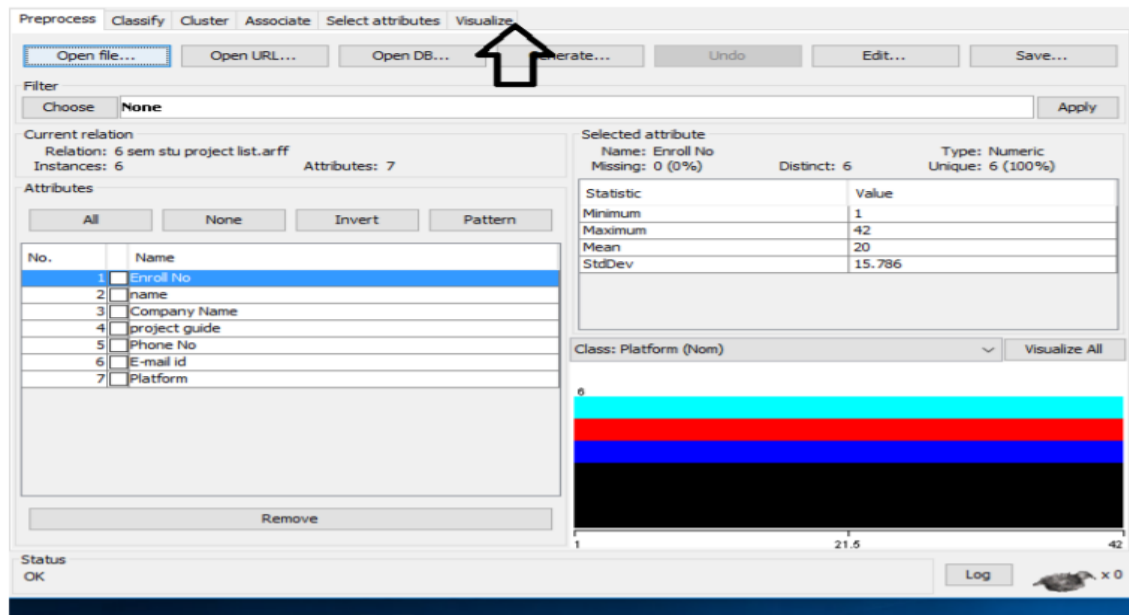 Preprocess Classify Cluster Associate Select attributes Visualize
Open file... Open URL... Open DB... erate... Undo Edit... Save...
Filter
Choose None Apply
Current relation
Relation: 6 sem stu project list.arff
Instances: 6 Attributes: 7
Attributes
All None Invert Pattern
No. Name
1 Enroll No
2 name
3 Company Name
4 project guide
5 Phone No
6 E-mail id
7 Platform
Remove
Selected attribute
Name: Enroll No Type: Numeric
Missing: 0 (0%) Distinct: 6 Unique: 6 (100%)
Statistic Value
Minimum 1
Maximum 42
Mean 20
StdDev 15.786
Class: Platform (Nom) Visualize All
6
1 21.5 42
Status
OK Log x 0